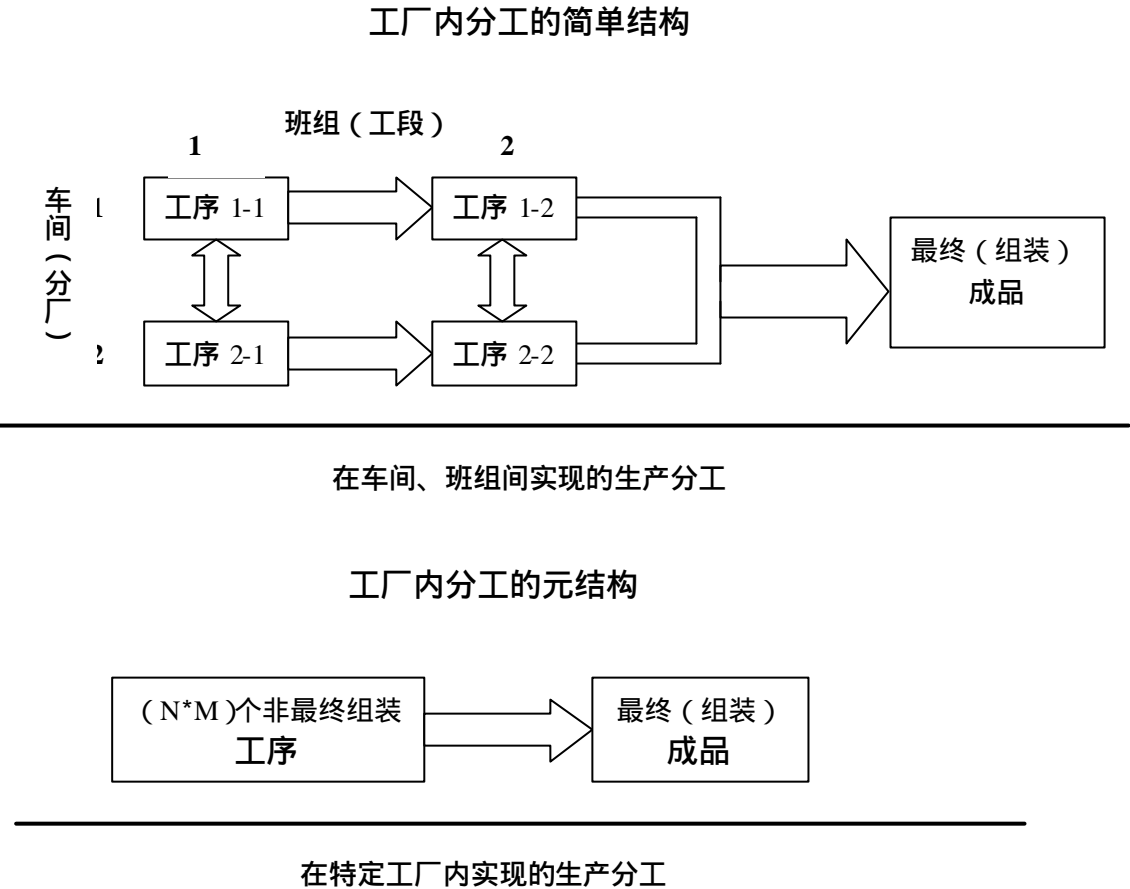 工厂内分工的简单结构
班组（工段）
1 2
车间（分厂）
1 工序 1-1 工序 1-2
最终（组装）
成品
2 工序 2-1 工序 2-2
在车间、班组间实现的生产分工
工厂内分工的元结构
（N*M）个非最终组装
工序
最终（组装）
成品
在特定工厂内实现的生产分工